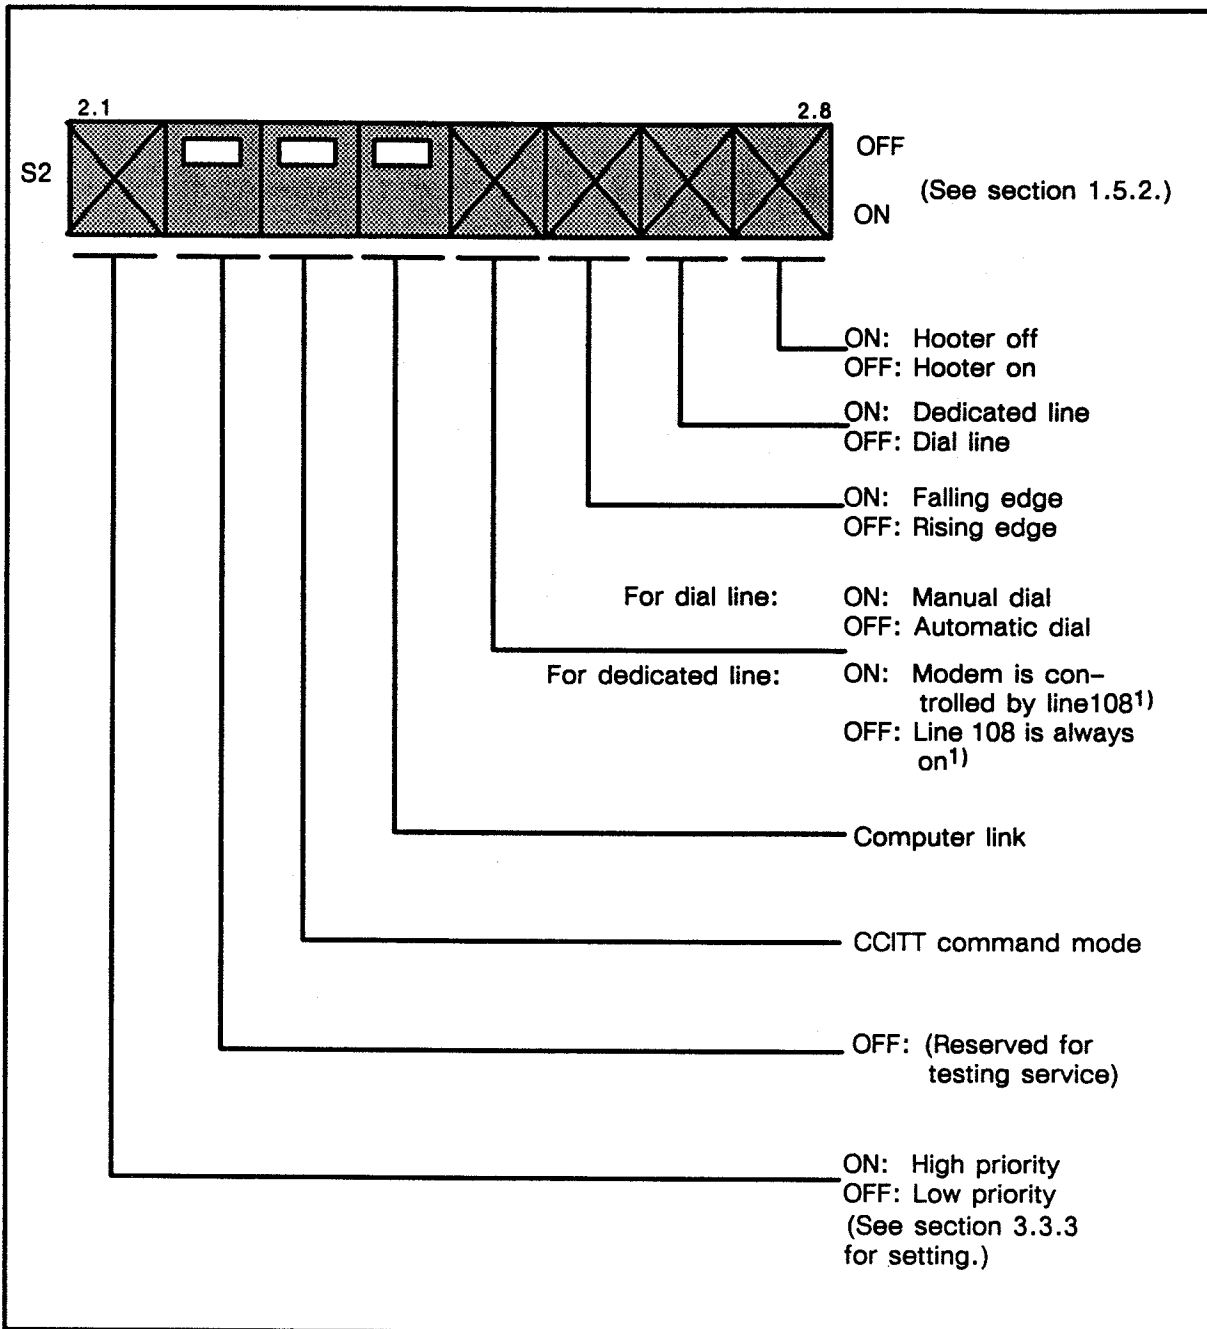 2.1 2.8
S2
OFF
(See section 1.5.2.)
ON
ON: Hooter off
OFF: Hooter on
ON: Dedicated line
OFF: Dial line
ON: Falling edge
OFF: Rising edge
For dial line: ON: Manual dial
OFF: Automatic dial
For dedicated line: ON: Modem is con-
trolled by line108¹⁾
OFF: Line 108 is always
on¹⁾
Computer link
CCITT command mode
OFF: (Reserved for
testing service)
ON: High priority
OFF: Low priority
(See section 3.3.3
for setting.)